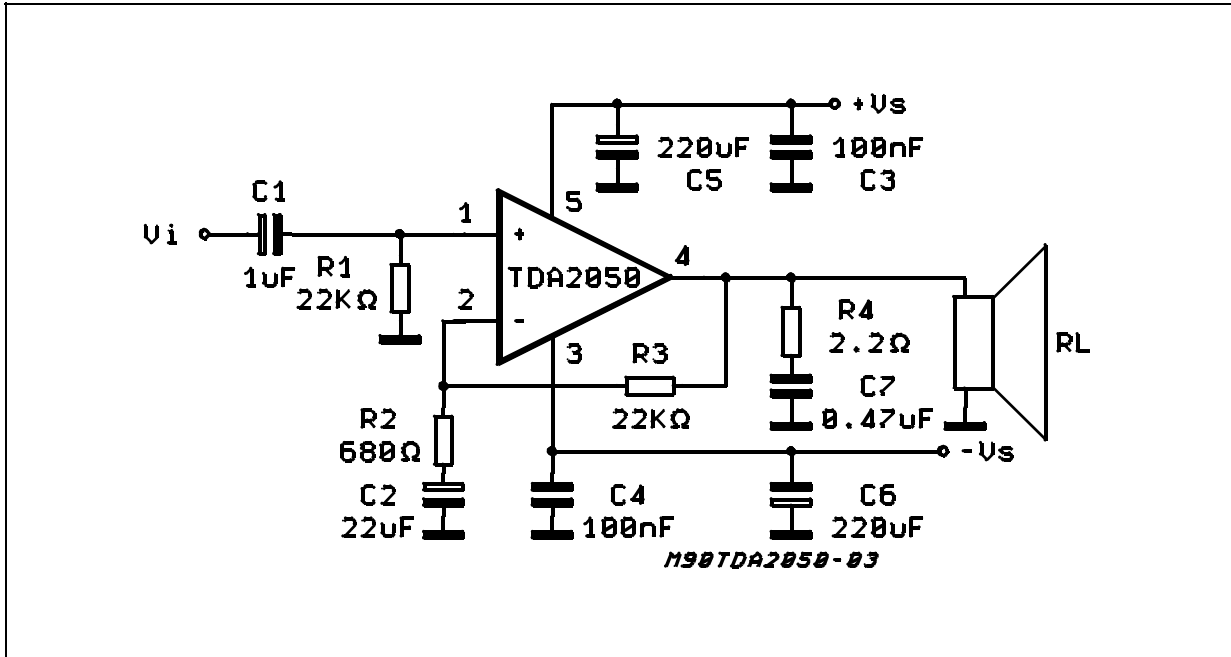 +Vs
220uF
C5
100nF
C3
C1
Vi
1uF
R1
22KΩ
1
+
5
TDA2050
4
2
-
3
R3
22KΩ
R4
2.2Ω
C7
0.47uF
RL
R2
680Ω
C2
22uF
C4
100nF
-Vs
C6
220uF
M90TDA2050-03